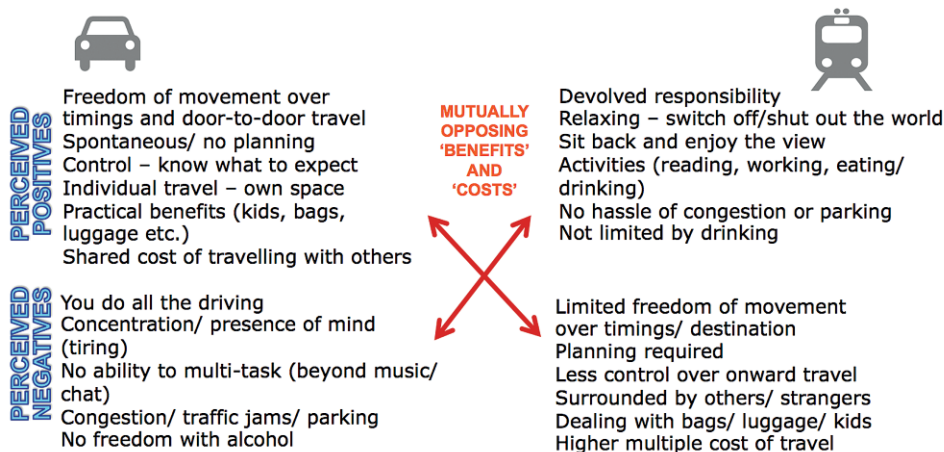 PERCEIVED
POSITIVES
Freedom of movement over
timings and door-to-door travel
Spontaneous/ no planning
Control – know what to expect
Individual travel – own space
Practical benefits (kids, bags,
luggage etc.)
Shared cost of travelling with others
MUTUALLY
OPPOSING
'BENEFITS'
AND
'COSTS'
Devolved responsibility
Relaxing – switch off/shut out the world
Sit back and enjoy the view
Activities (reading, working, eating/
drinking)
No hassle of congestion or parking
Not limited by drinking
PERCEIVED
NEGATIVES
You do all the driving
Concentration/ presence of mind
(tiring)
No ability to multi-task (beyond music/
chat)
Congestion/ traffic jams/ parking
No freedom with alcohol
Limited freedom of movement
over timings/ destination
Planning required
Less control over onward travel
Surrounded by others/ strangers
Dealing with bags/ luggage/ kids
Higher multiple cost of travel